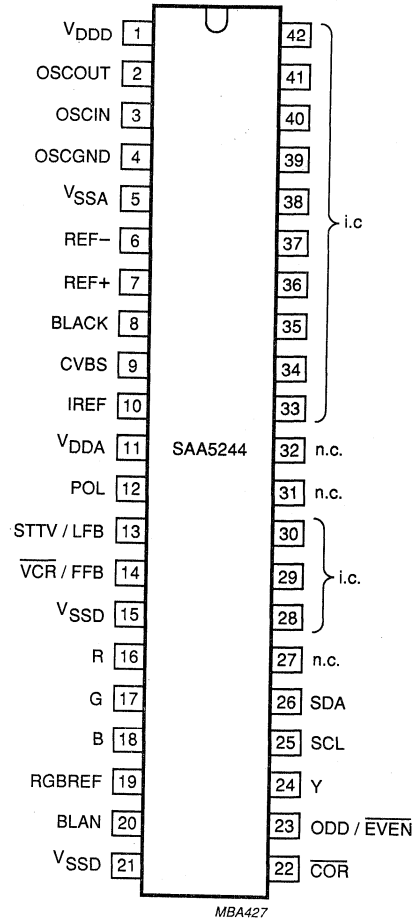 VDDD 1 42
OSCOUT 2 41
OSCIN 3 40
OSCGND 4 39
VSSA 5 38
i.c
REF− 6 37
REF+ 7 36
BLACK 8 35
CVBS 9 34
IREF 10 33
VDDA 11 SAA5244 32 n.c.
POL 12 31 n.c.
STTV / LFB 13 30
V̅C̅R̅ / FFB 14 29 i.c.
VSSD 15 28
R 16 27 n.c.
G 17 26 SDA
B 18 25 SCL
RGBREF 19 24 Y
BLAN 20 23 ODD / E̅V̅E̅N̅
VSSD 21 22 C̅O̅R̅
MBA427